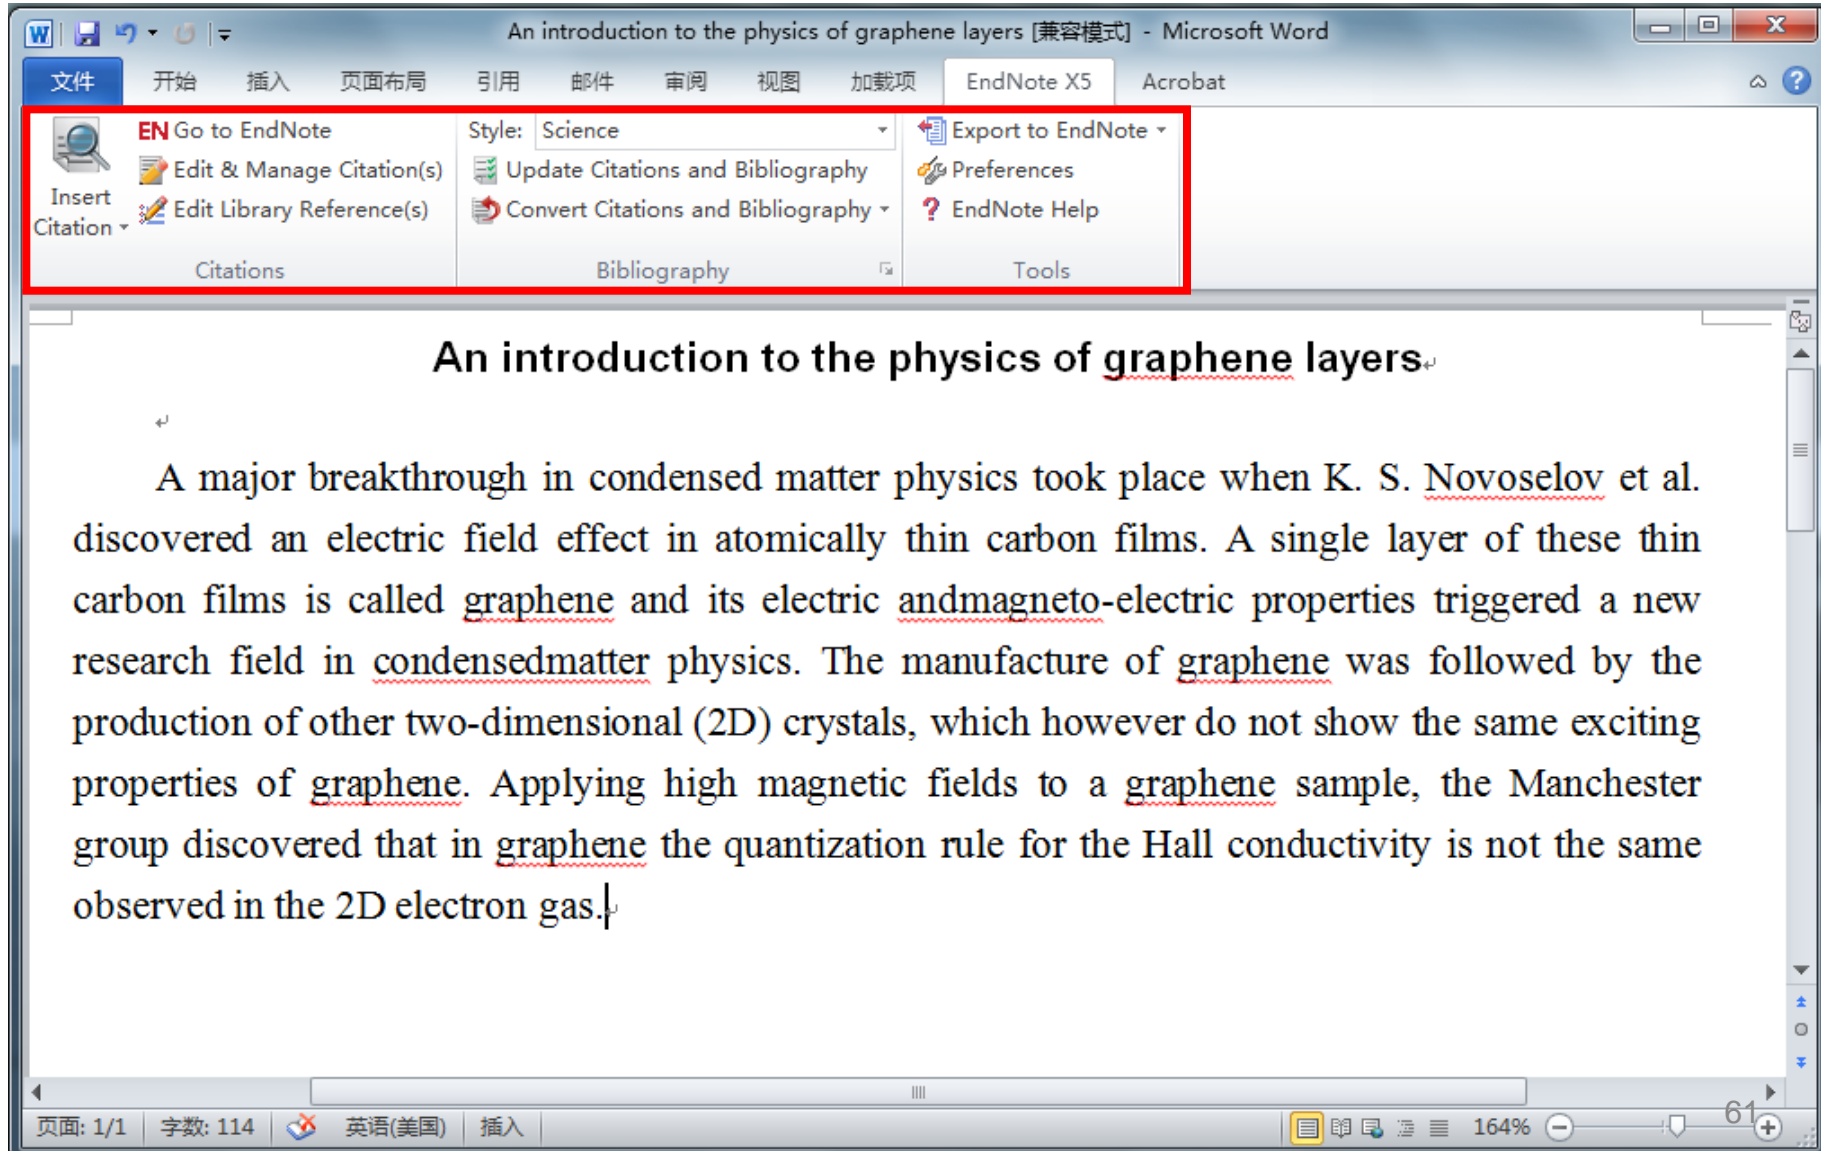 An introduction to the physics of graphene layers [兼容模式] - Microsoft Word
文件 开始 插入 页面布局 引用 邮件 审阅 视图 加载项 EndNote X5 Acrobat
Insert
Citation
EN Go to EndNote
Edit & Manage Citation(s)
Edit Library Reference(s)
Citations
Style: Science
Update Citations and Bibliography
Convert Citations and Bibliography
Bibliography
Export to EndNote
Preferences
? EndNote Help
Tools
An introduction to the physics of graphene layers
A major breakthrough in condensed matter physics took place when K. S. Novoselov et al.
discovered an electric field effect in atomically thin carbon films. A single layer of these thin
carbon films is called graphene and its electric andmagneto-electric properties triggered a new
research field in condensedmatter physics. The manufacture of graphene was followed by the
production of other two-dimensional (2D) crystals, which however do not show the same exciting
properties of graphene. Applying high magnetic fields to a graphene sample, the Manchester
group discovered that in graphene the quantization rule for the Hall conductivity is not the same
observed in the 2D electron gas.
页面: 1/1 字数: 114 英语(美国) 插入 164%
61